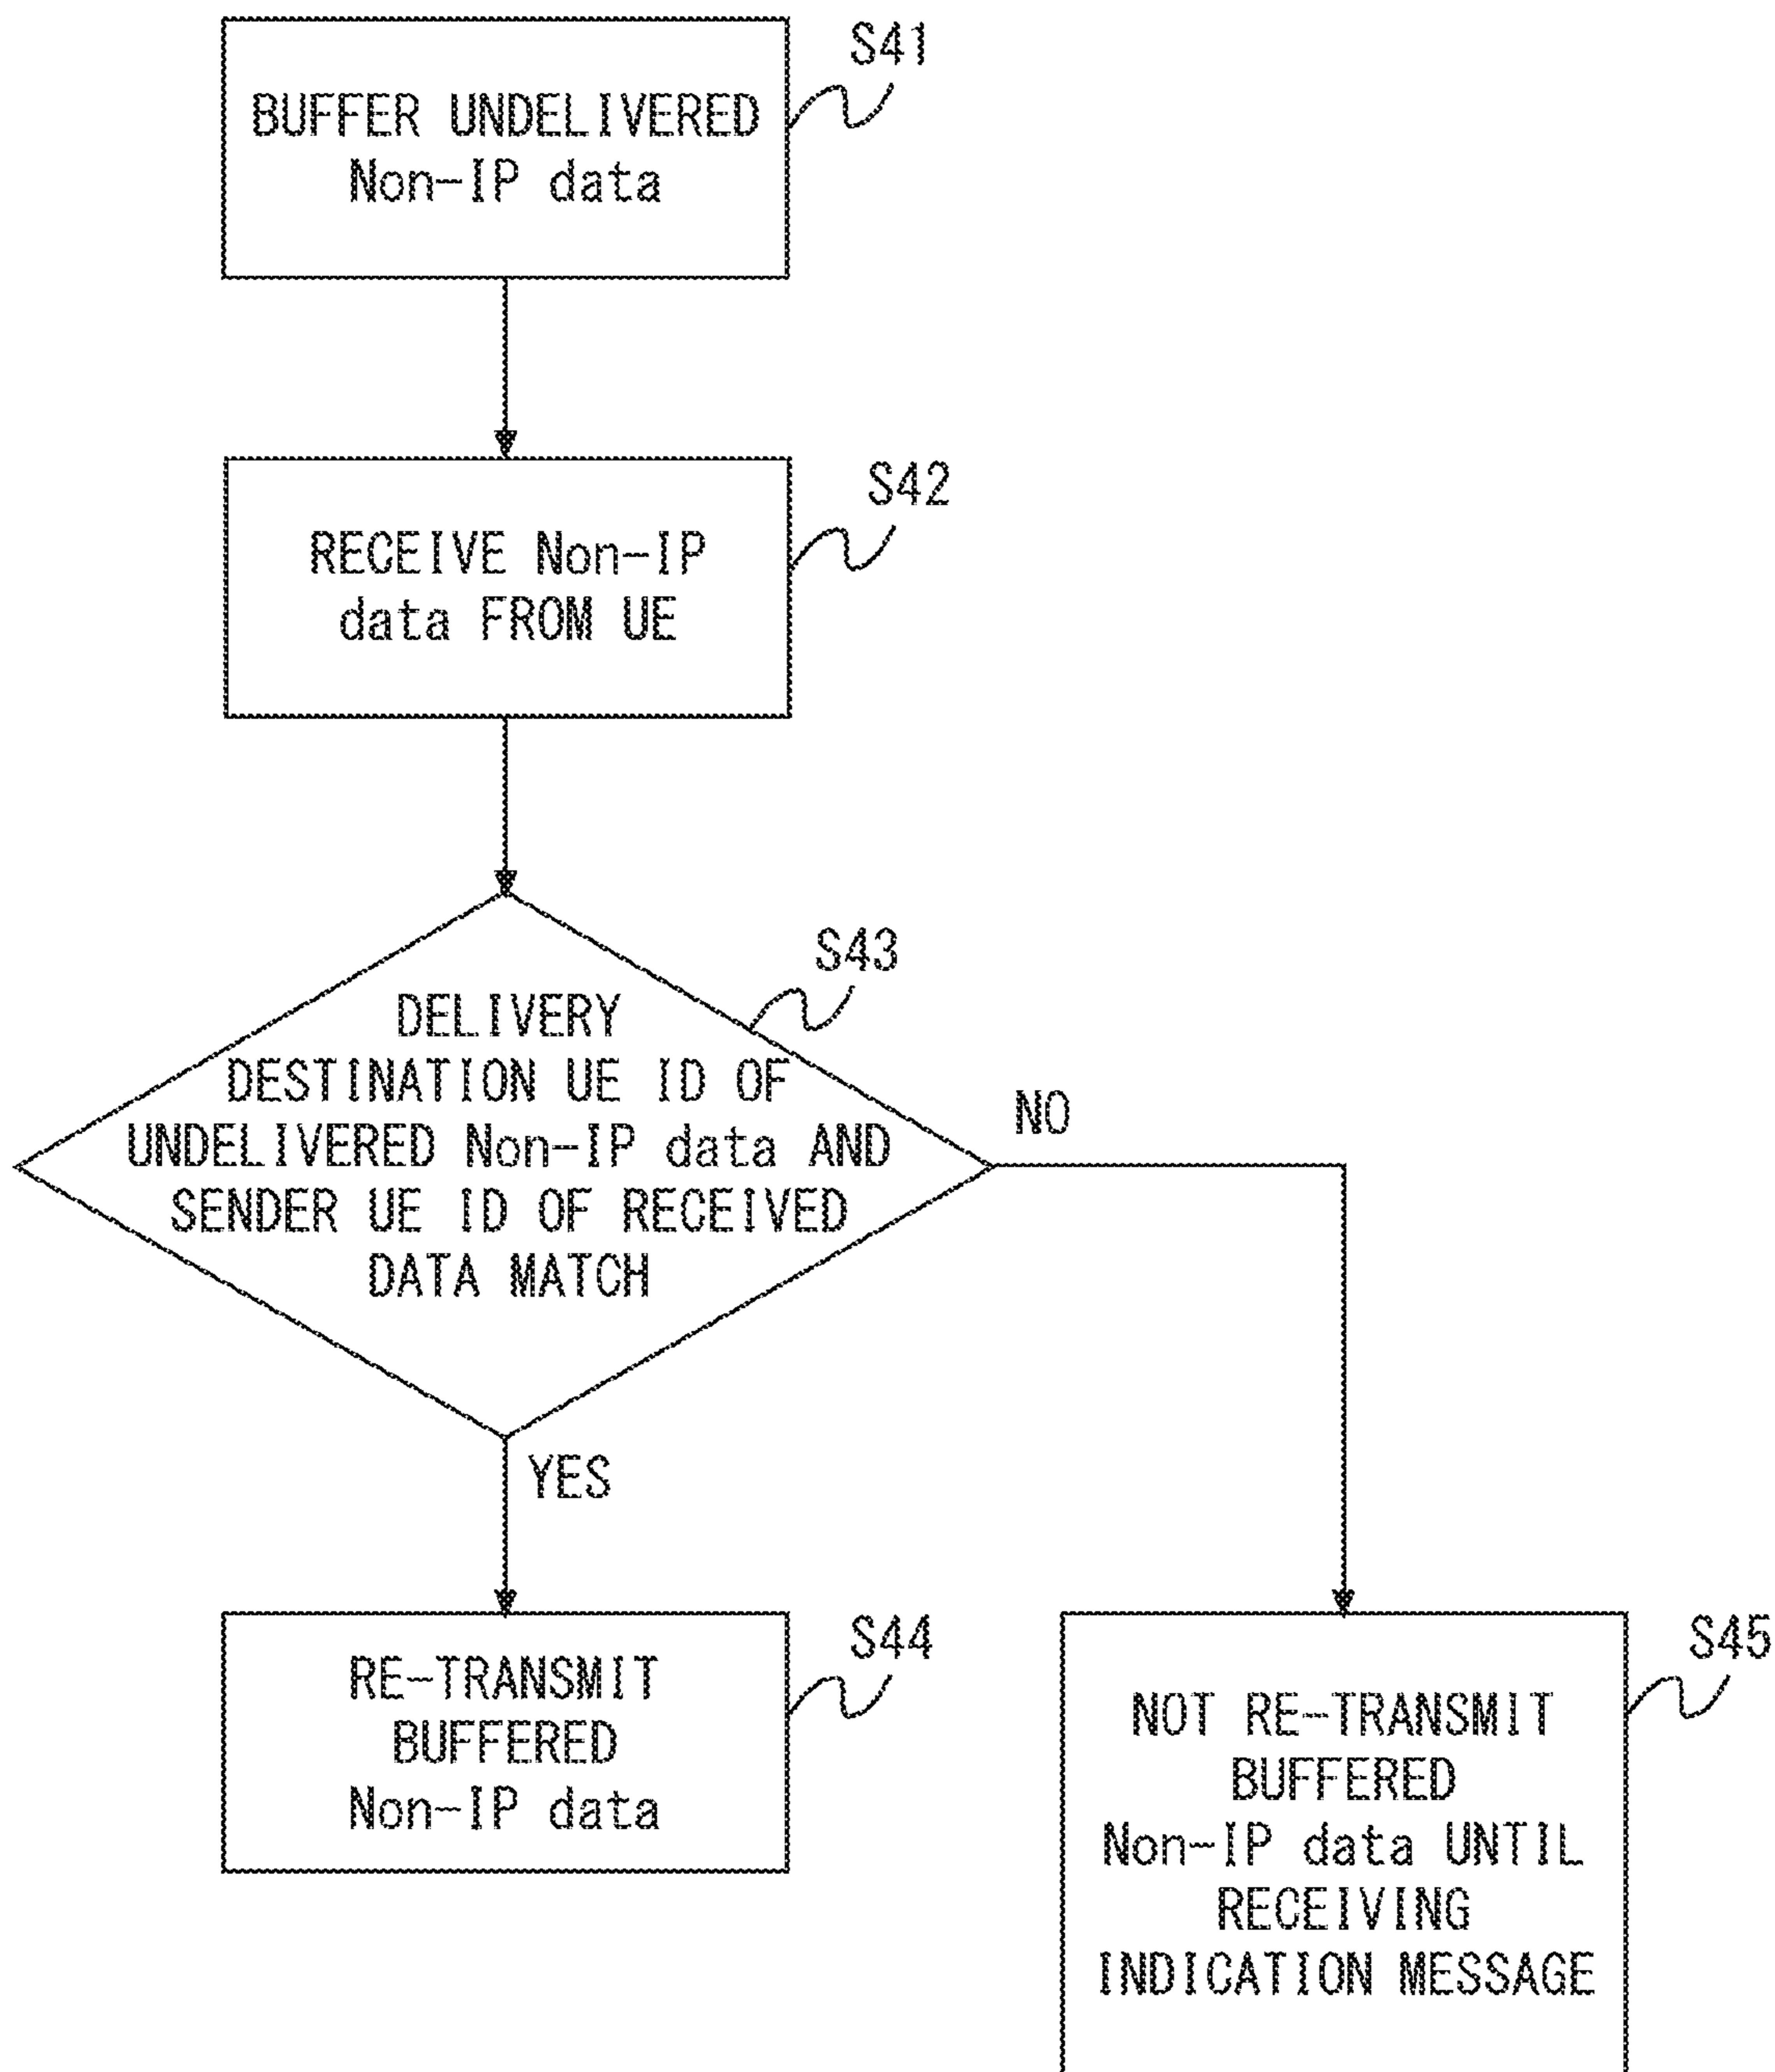 S41
BUFFER UNDELIVERED
Non-IP data
S42
RECEIVE Non-IP
data FROM UE
S43
DELIVERY
DESTINATION UE ID OF
UNDELIVERED Non-IP data AND
SENDER UE ID OF RECEIVED
DATA MATCH
NO
YES
S44
RE-TRANSMIT
BUFFERED
Non-IP data
S45
NOT RE-TRANSMIT
BUFFERED
Non-IP data UNTIL
RECEIVING
INDICATION MESSAGE